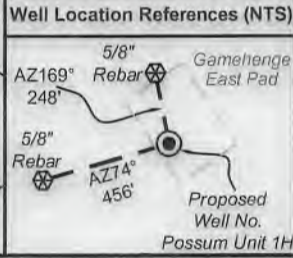 Well Location References (NTS)
5/8"
Rebar
Gamehenge
East Pad
AZ169°
248'
5/8"
Rebar
AZ74°
456'
Proposed
Well No.
Possum Unit 1H